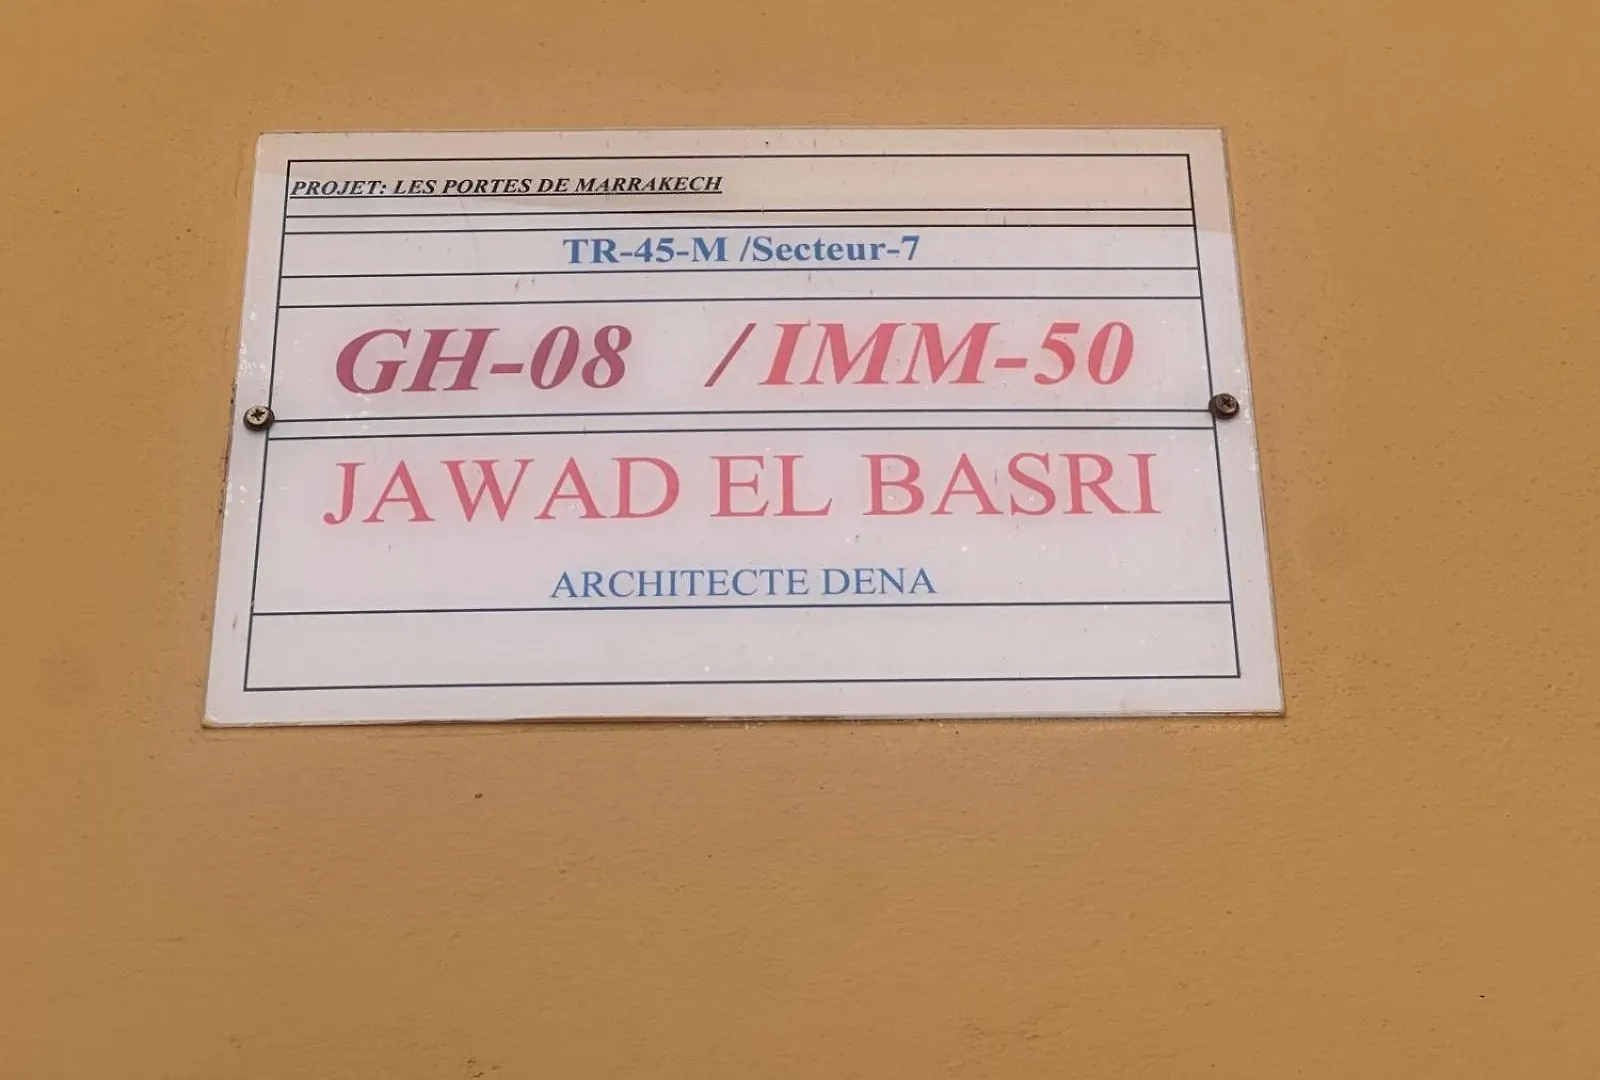 PROJET: LES PORTES DE MARRAKECH
TR-45-M /Secteur-7
GH-08 /IMM-50
JAWAD EL BASRI
ARCHITECTE DENA